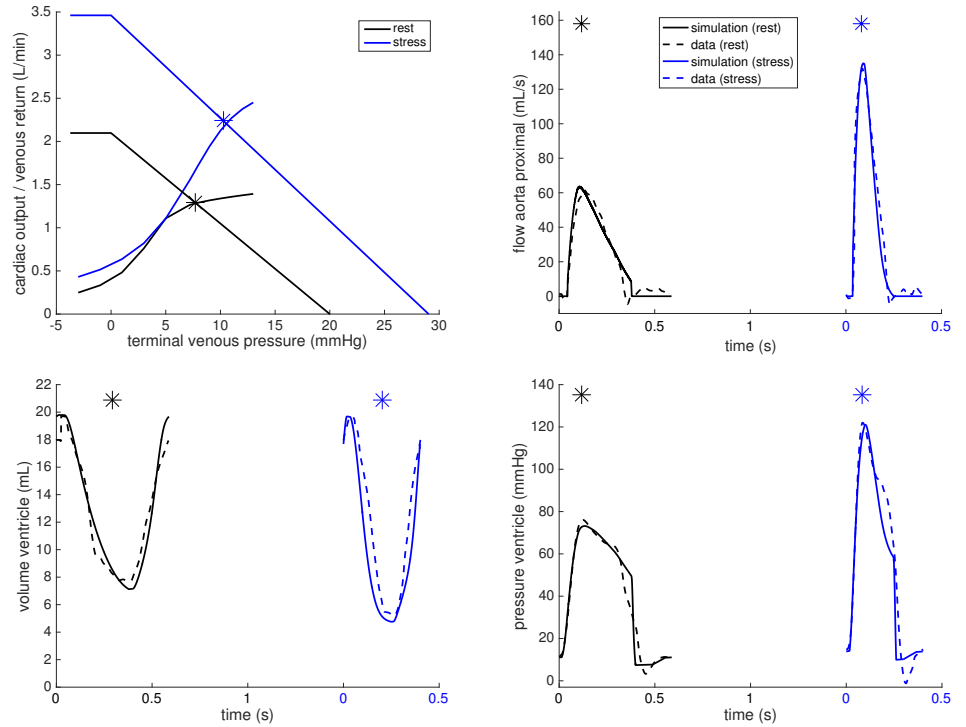 cardiac output / venous return (L/min)
3.5
3
2.5
2
1.5
1
0.5
0
-5 0 5 10 15 20 25 30
terminal venous pressure (mmHg)
rest
stress
flow aorta proximal (mL/s)
160
140
120
100
80
60
40
20
0
0 0.5 1 0 0.5
time (s)
simulation (rest)
data (rest)
simulation (stress)
data (stress)
volume ventricle (mL)
22
20
18
16
14
12
10
8
6
4
2
0
0 0.5 1 0 0.5
time (s)
pressure ventricle (mmHg)
140
120
100
80
60
40
20
0
0 0.5 1 0 0.5
time (s)